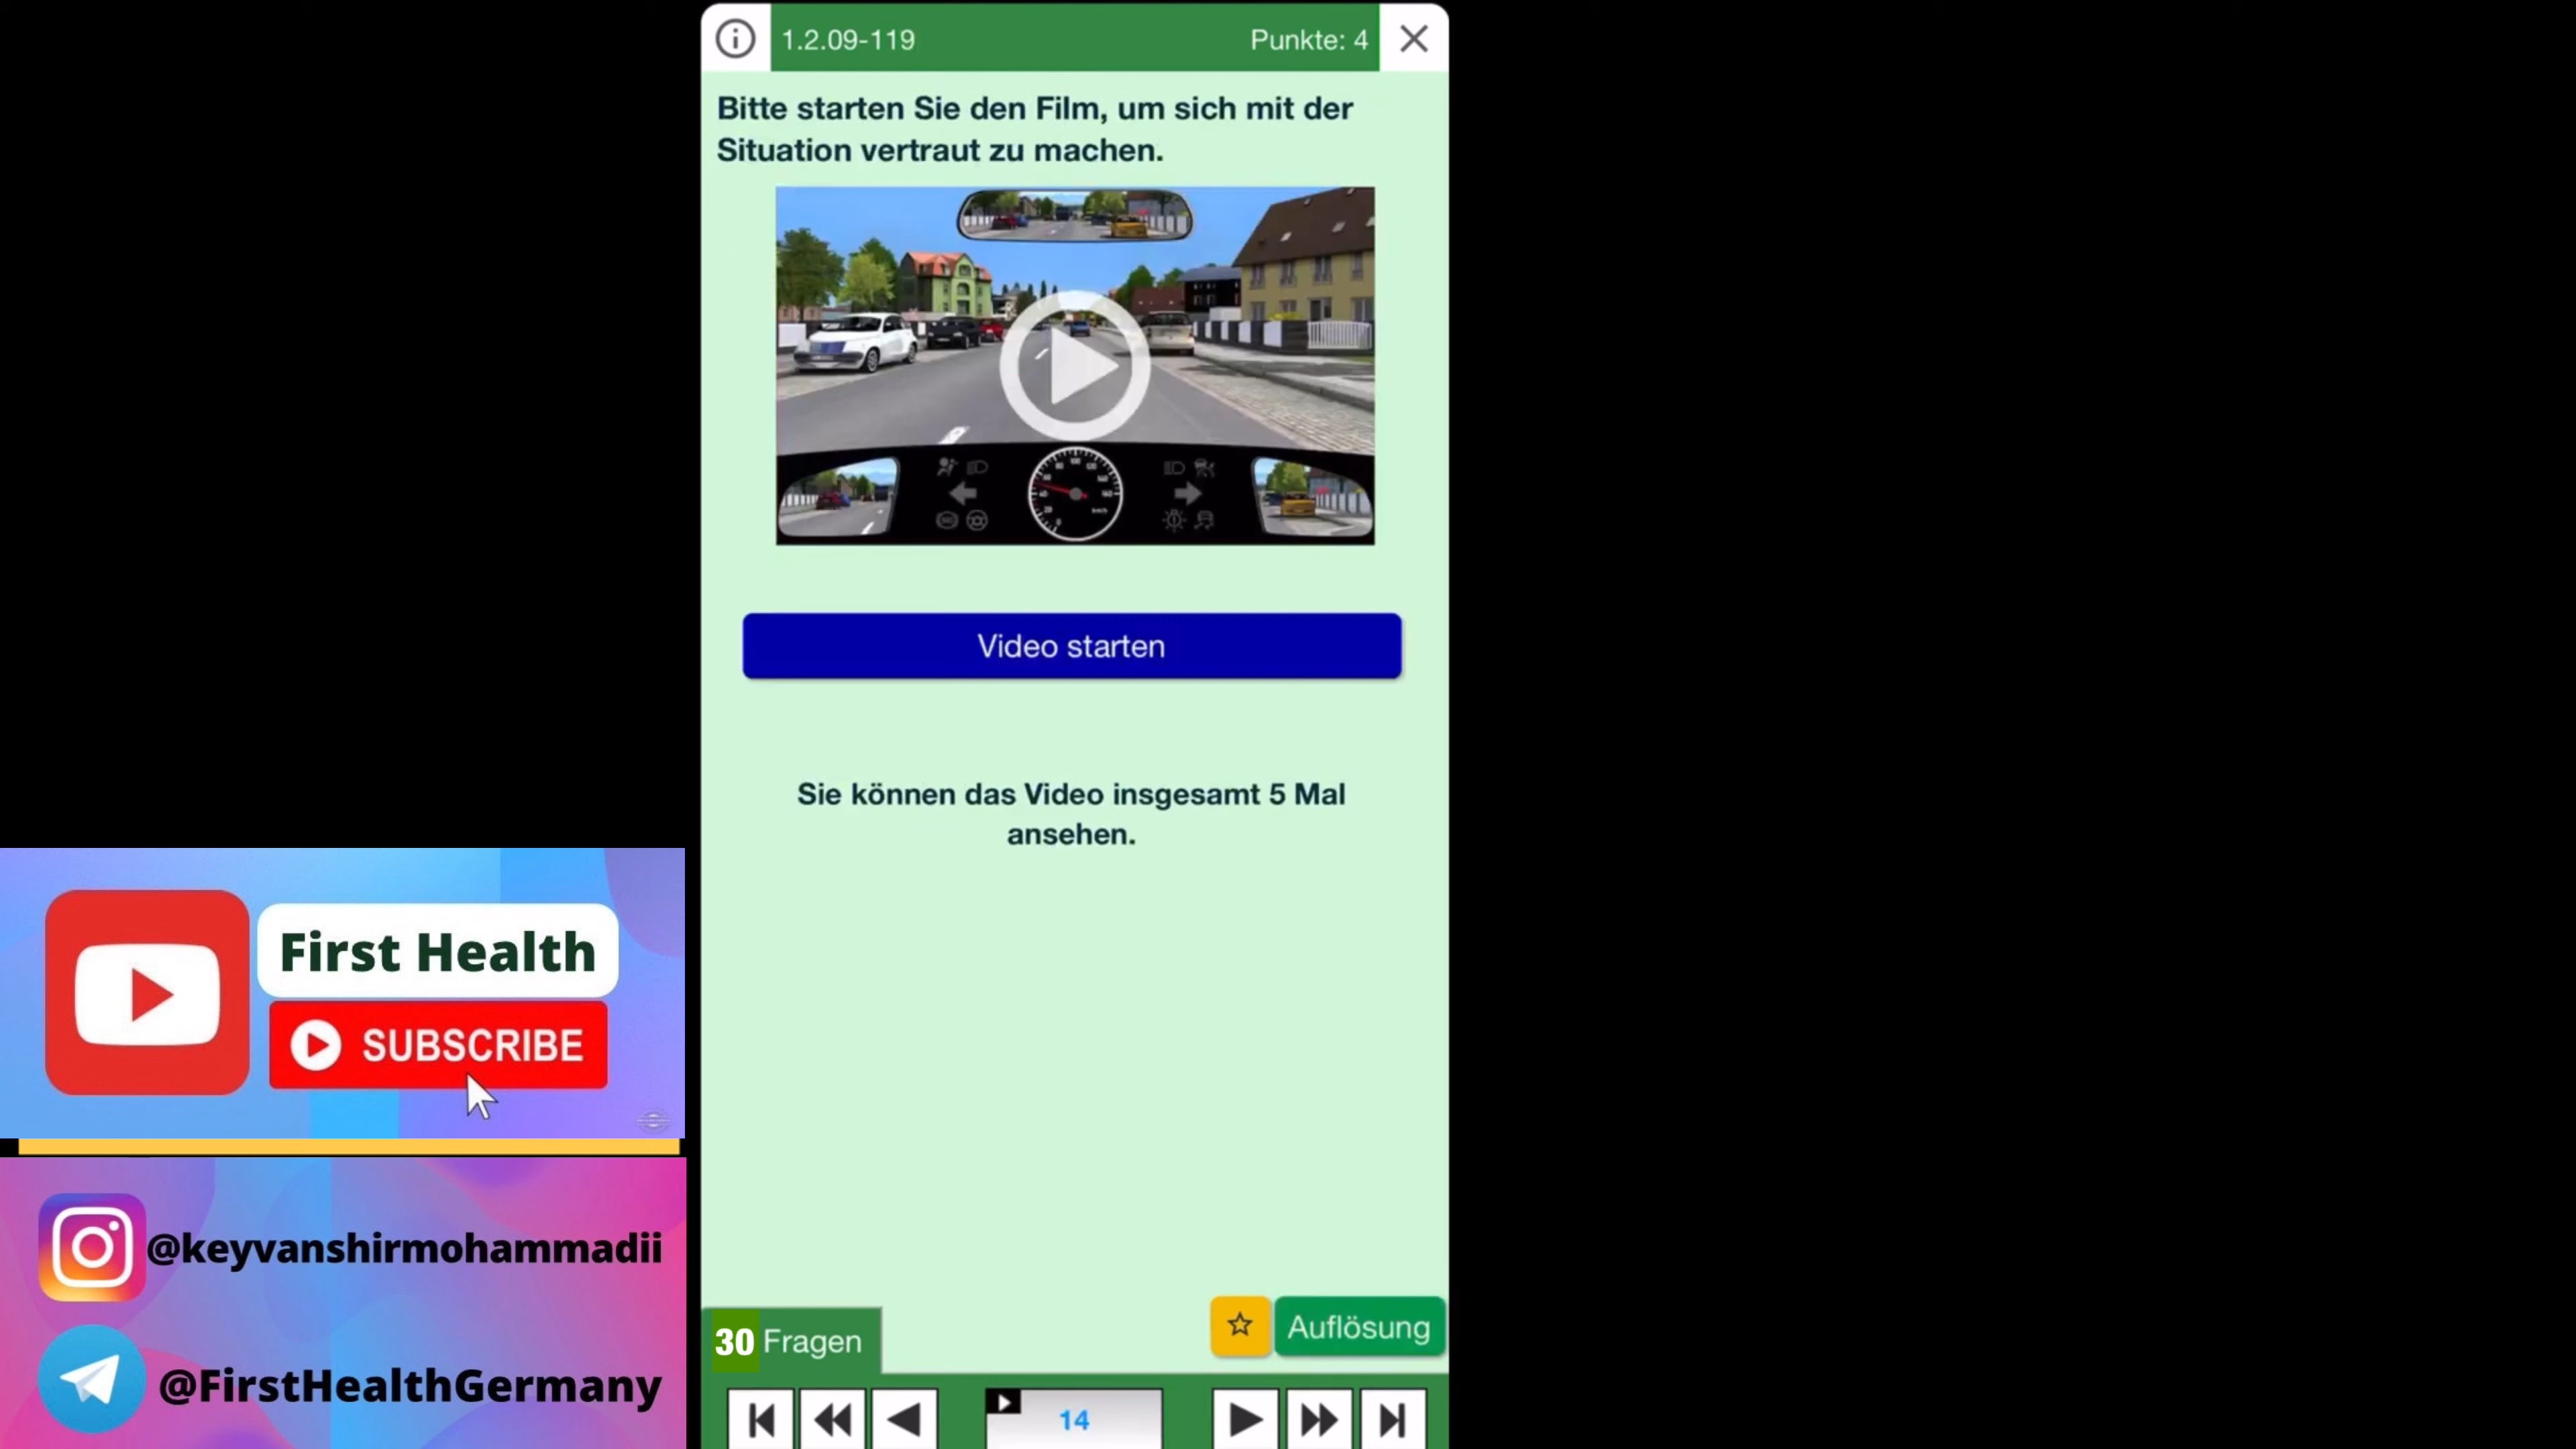 1.2.09-119
Punkte: 4
Bitte starten Sie den Film, um sich mit der
Situation vertraut zu machen.
Video starten
Sie können das Video insgesamt 5 Mal
ansehen.
First Health
SUBSCRIBE
@keyvanshirmohammadii
@FirstHealthGermany
30 Fragen
Auflösung
14